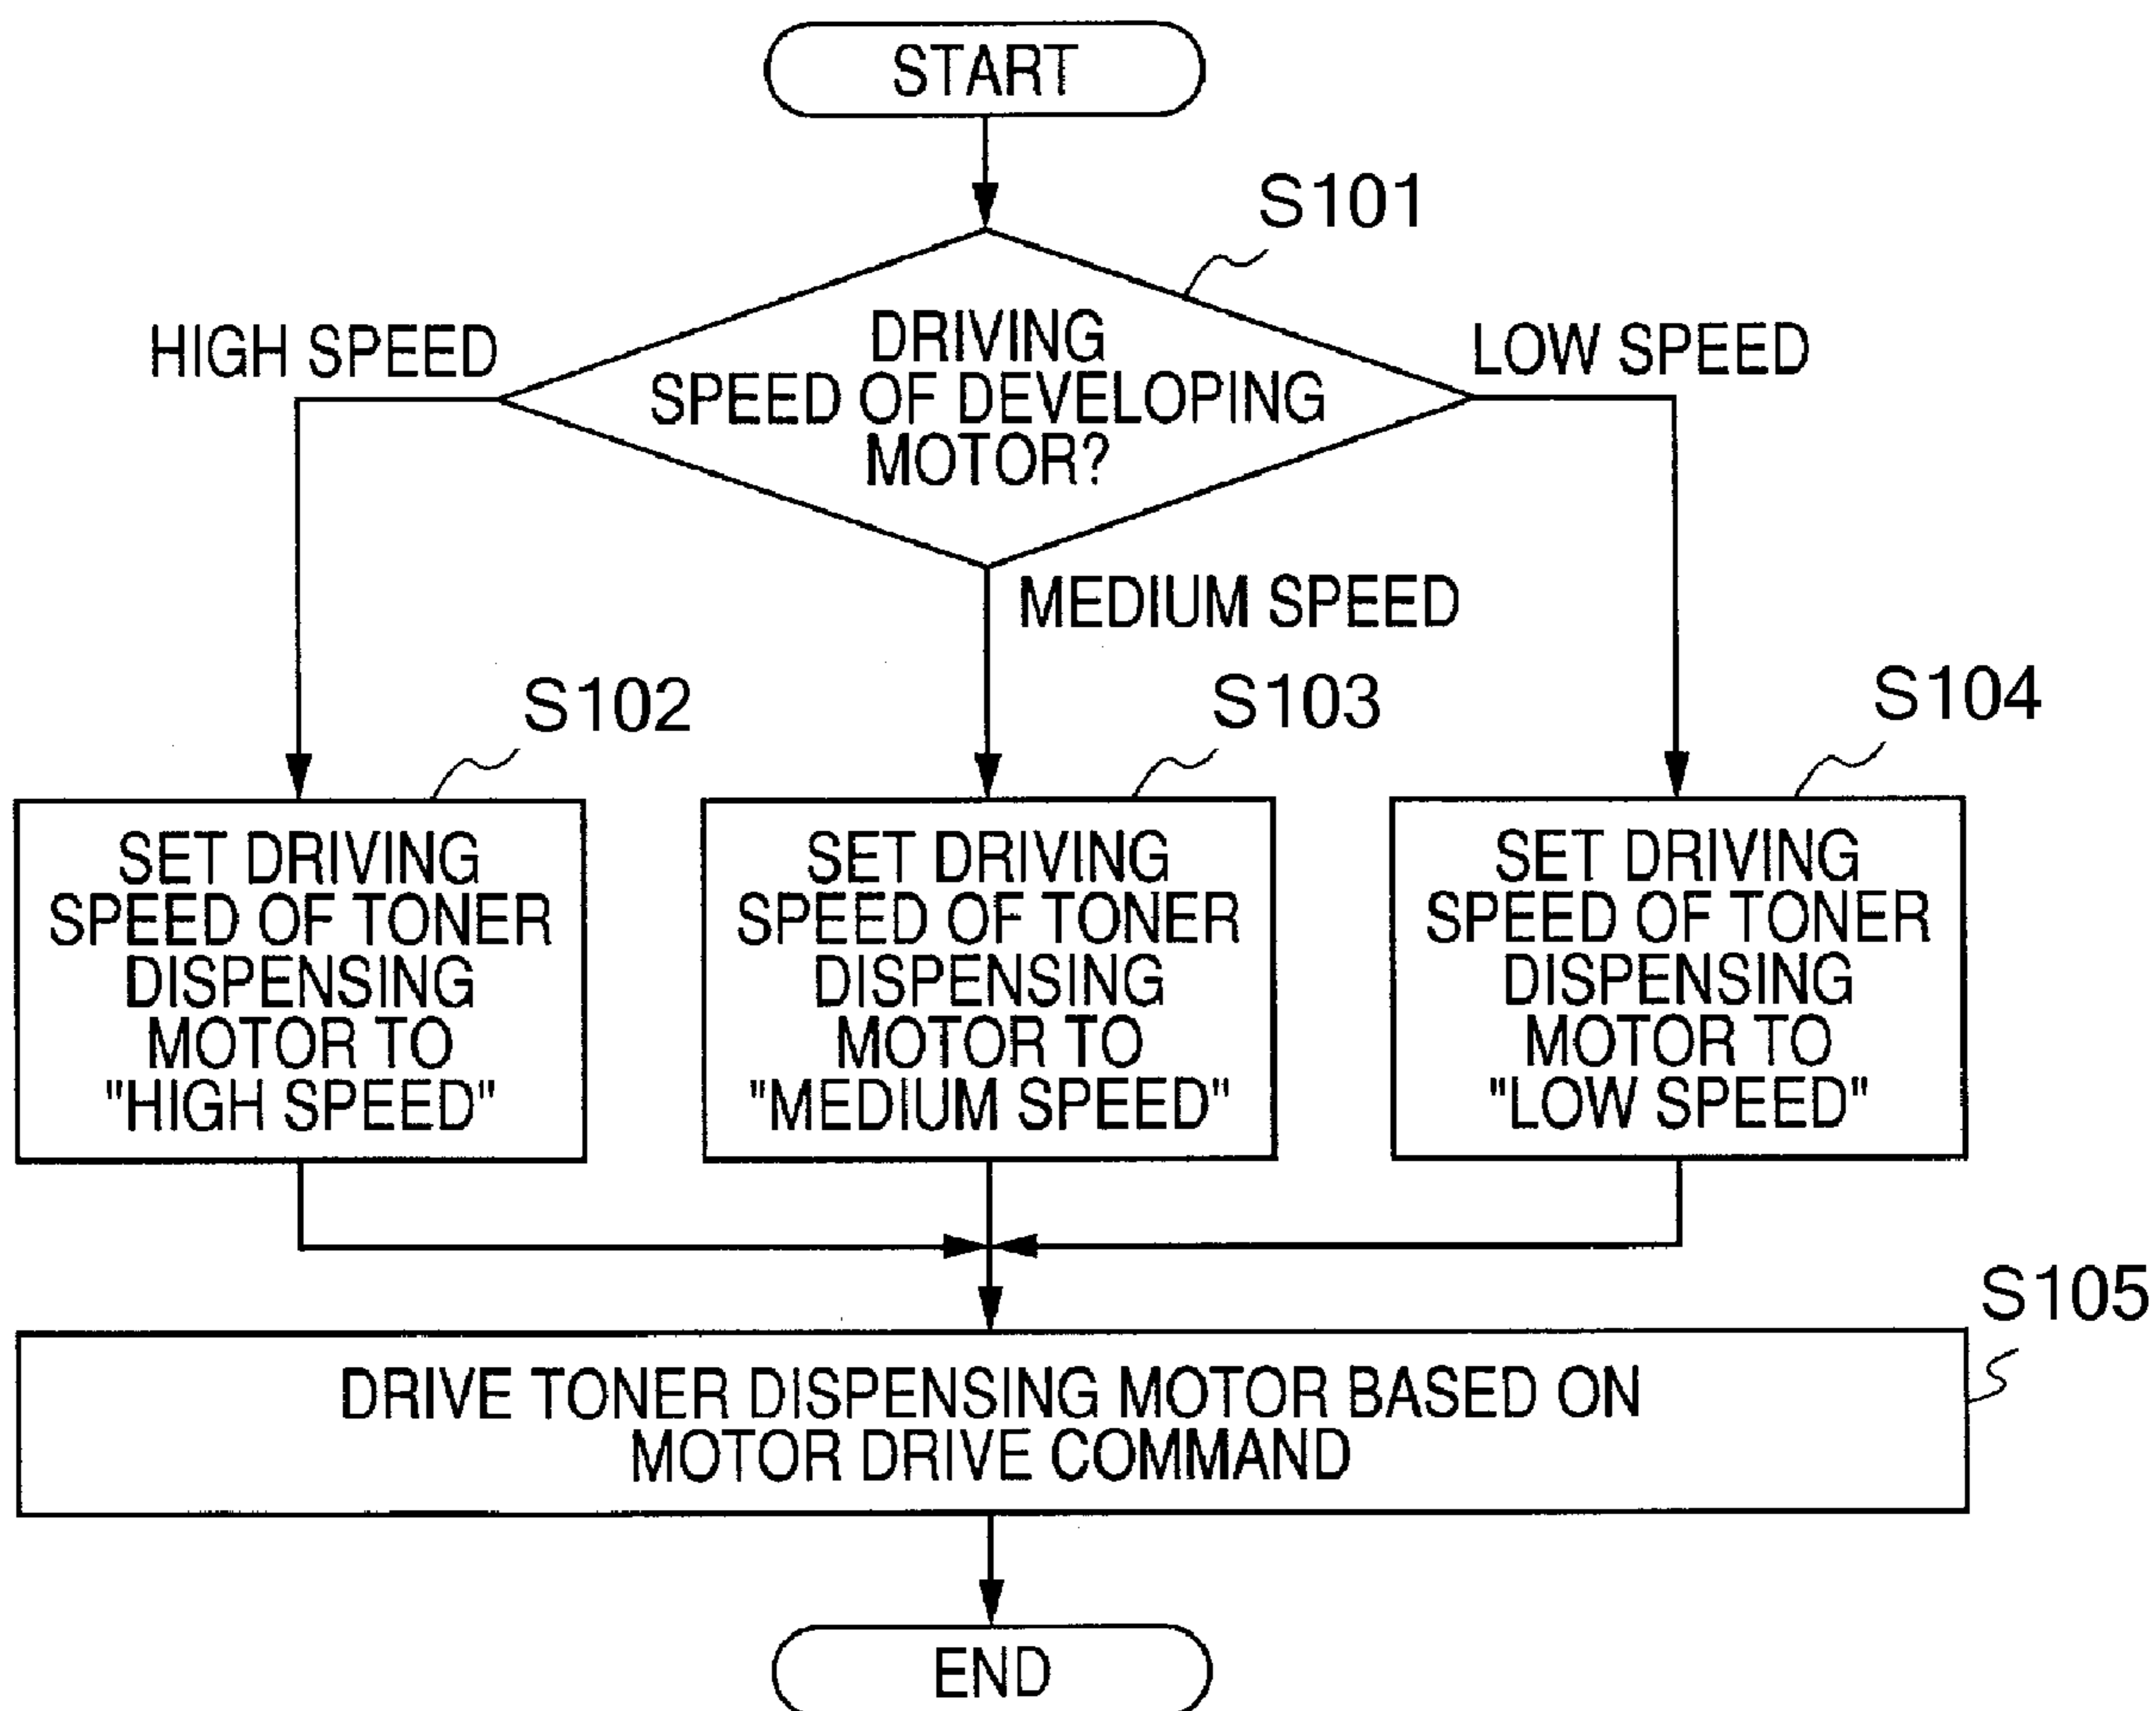 START
S101
DRIVING
SPEED OF DEVELOPING
MOTOR?
HIGH SPEED
LOW SPEED
MEDIUM SPEED
S102
SET DRIVING
SPEED OF TONER
DISPENSING
MOTOR TO
"HIGH SPEED"
S103
SET DRIVING
SPEED OF TONER
DISPENSING
MOTOR TO
"MEDIUM SPEED"
S104
SET DRIVING
SPEED OF TONER
DISPENSING
MOTOR TO
"LOW SPEED"
S105
DRIVE TONER DISPENSING MOTOR BASED ON
MOTOR DRIVE COMMAND
END